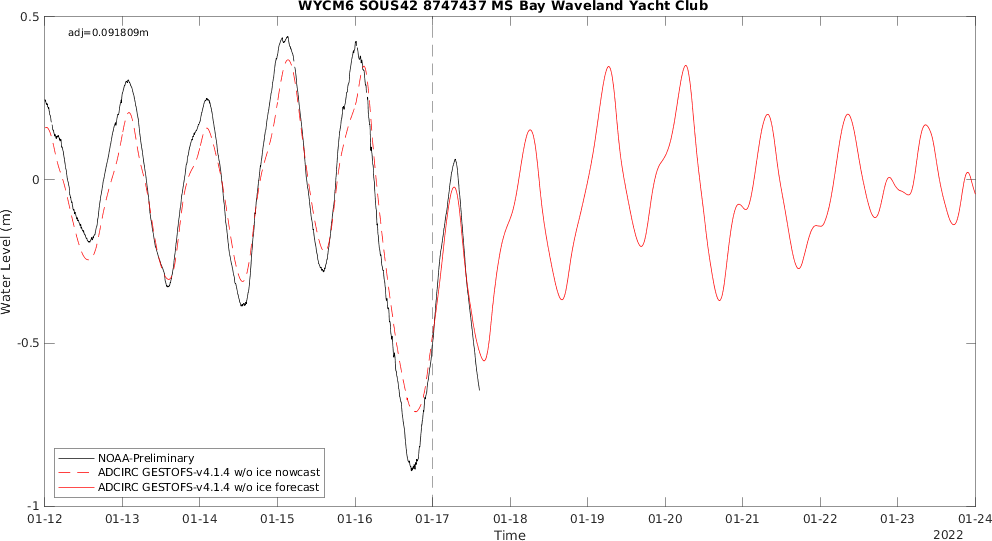 WYCM6 SOUS42 8747437 MS Bay Waveland Yacht Club
adj=0.091809m
0.5
0
-0.5
-1
Water Level (m)
NOAA-Preliminary
ADCIRC GESTOFS-v4.1.4 w/o ice nowcast
ADCIRC GESTOFS-v4.1.4 w/o ice forecast
01-12 01-13 01-14 01-15 01-16 01-17 01-18 01-19 01-20 01-21 01-22 01-23 01-24
Time
2022